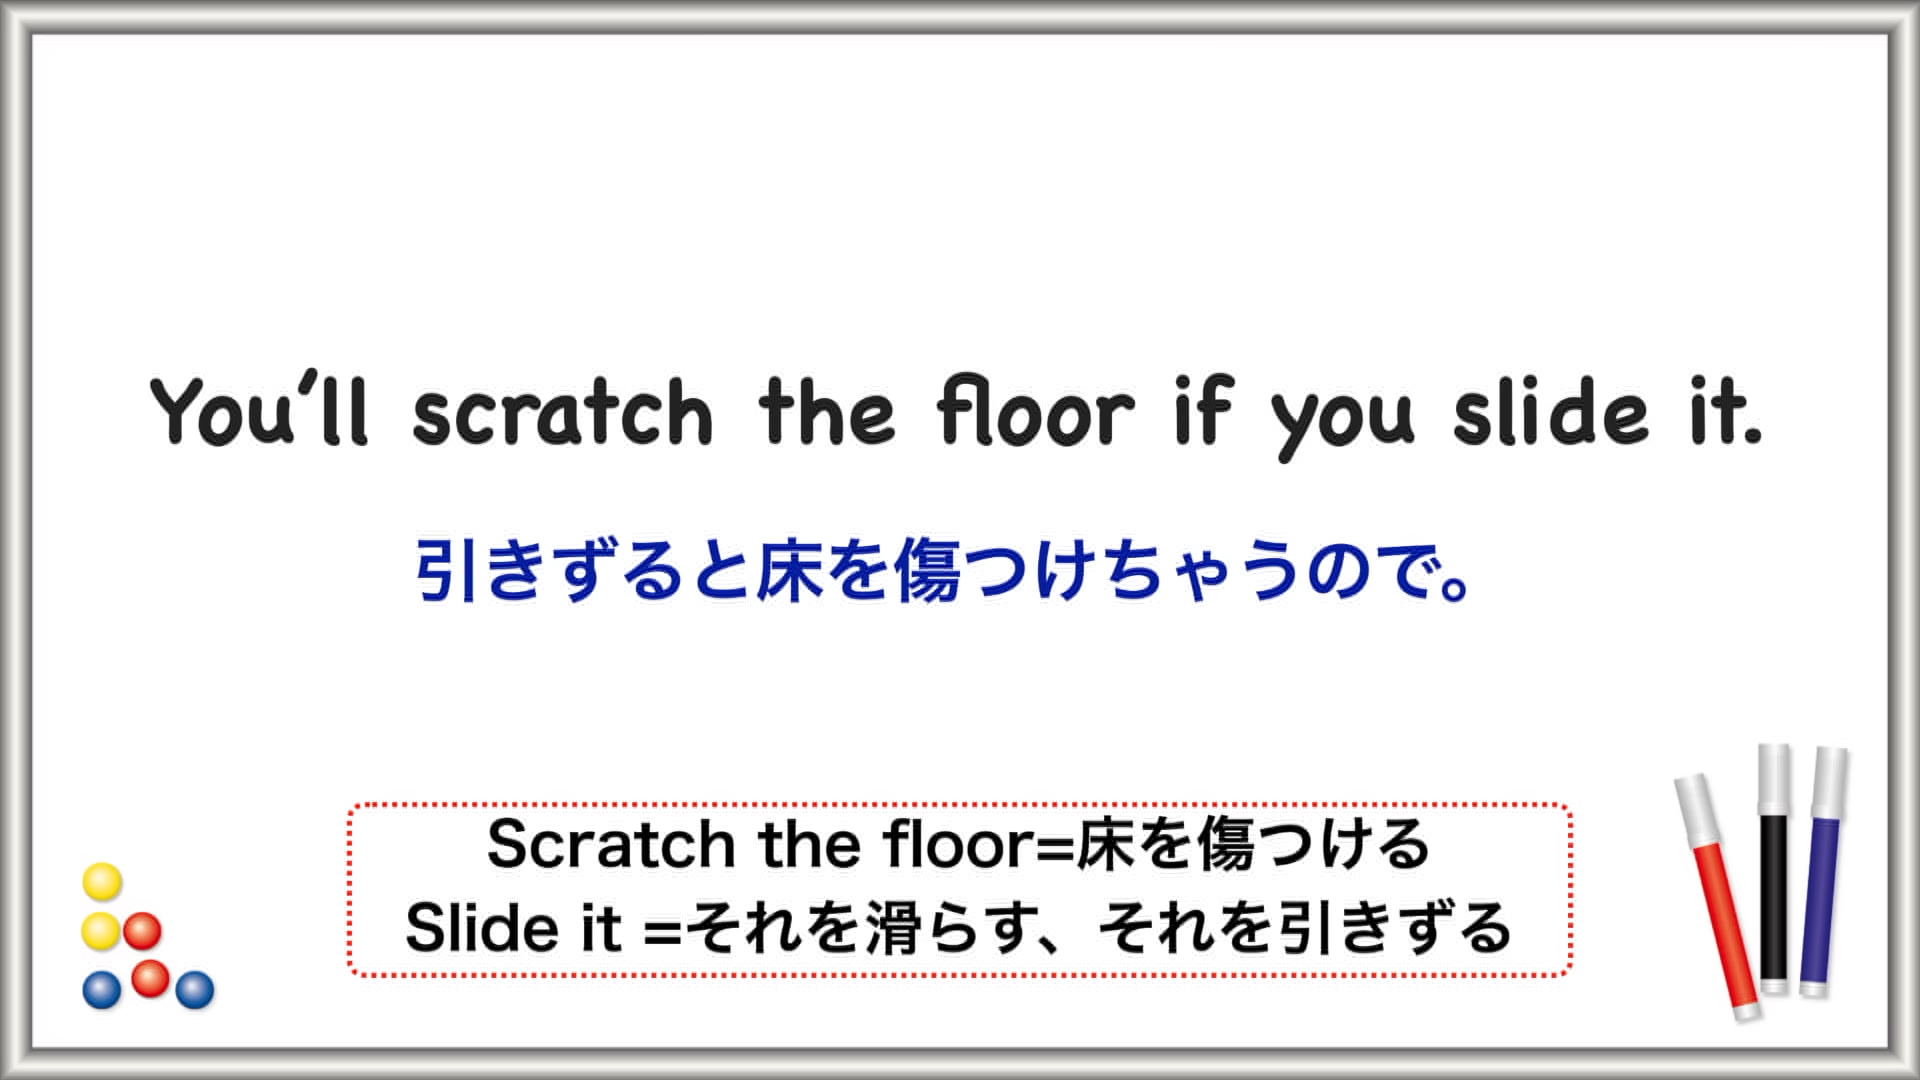 You'll scratch the floor if you slide it.
引きずると床を傷つけちゃうので。
Scratch the floor=床を傷つける
Slide it =それを滑らす、それを引きずる